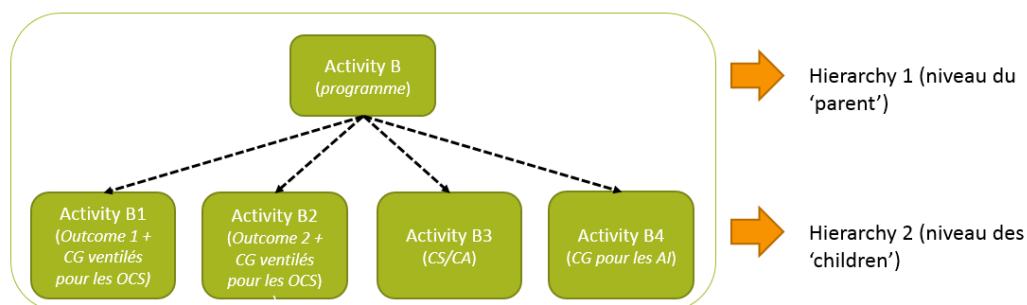 Activity B
(programme)
Hierarchy 1 (niveau du
‘parent’)
Activity B1
(Outcome 1 +
CG ventilés
pour les OCS)
Activity B2
(Outcome 2 +
CG ventilés
pour les OCS)
)
Activity B3
(CS/CA)
Activity B4
(CG pour les AI)
Hierarchy 2 (niveau des
‘children’)